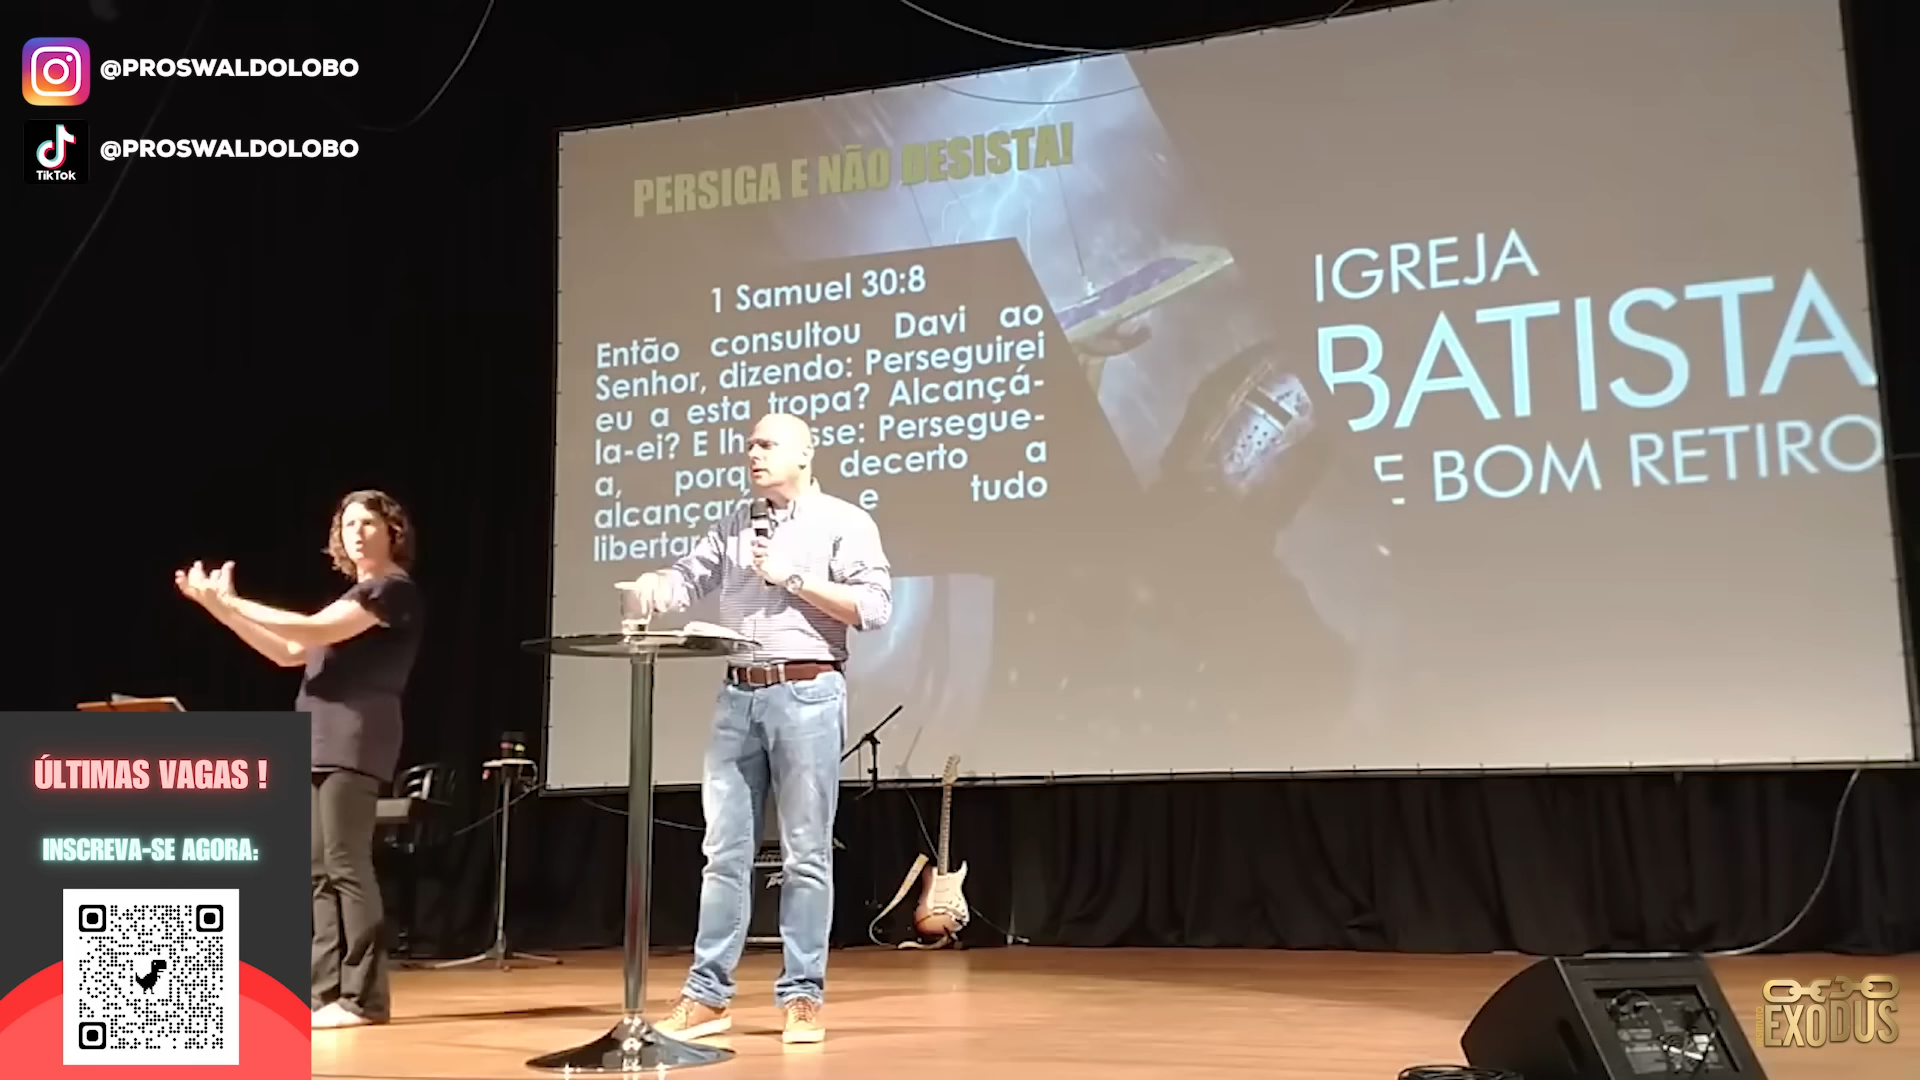 @PROSWALDOLOBO
TikTok
@PROSWALDOLOBO
PERSIGA E NÃO DESISTA!
1 Samuel 30:8
Então consultou Davi ao
Senhor, dizendo: Perseguirei
eu a esta tropa? Alcançá-
la-ei? E Persegue-
a, decerto a
e tudo
IGREJA
BATISTA
E BOM RETIRO
ÚLTIMAS VAGAS !
INSCREVA-SE AGORA:
EXODUS